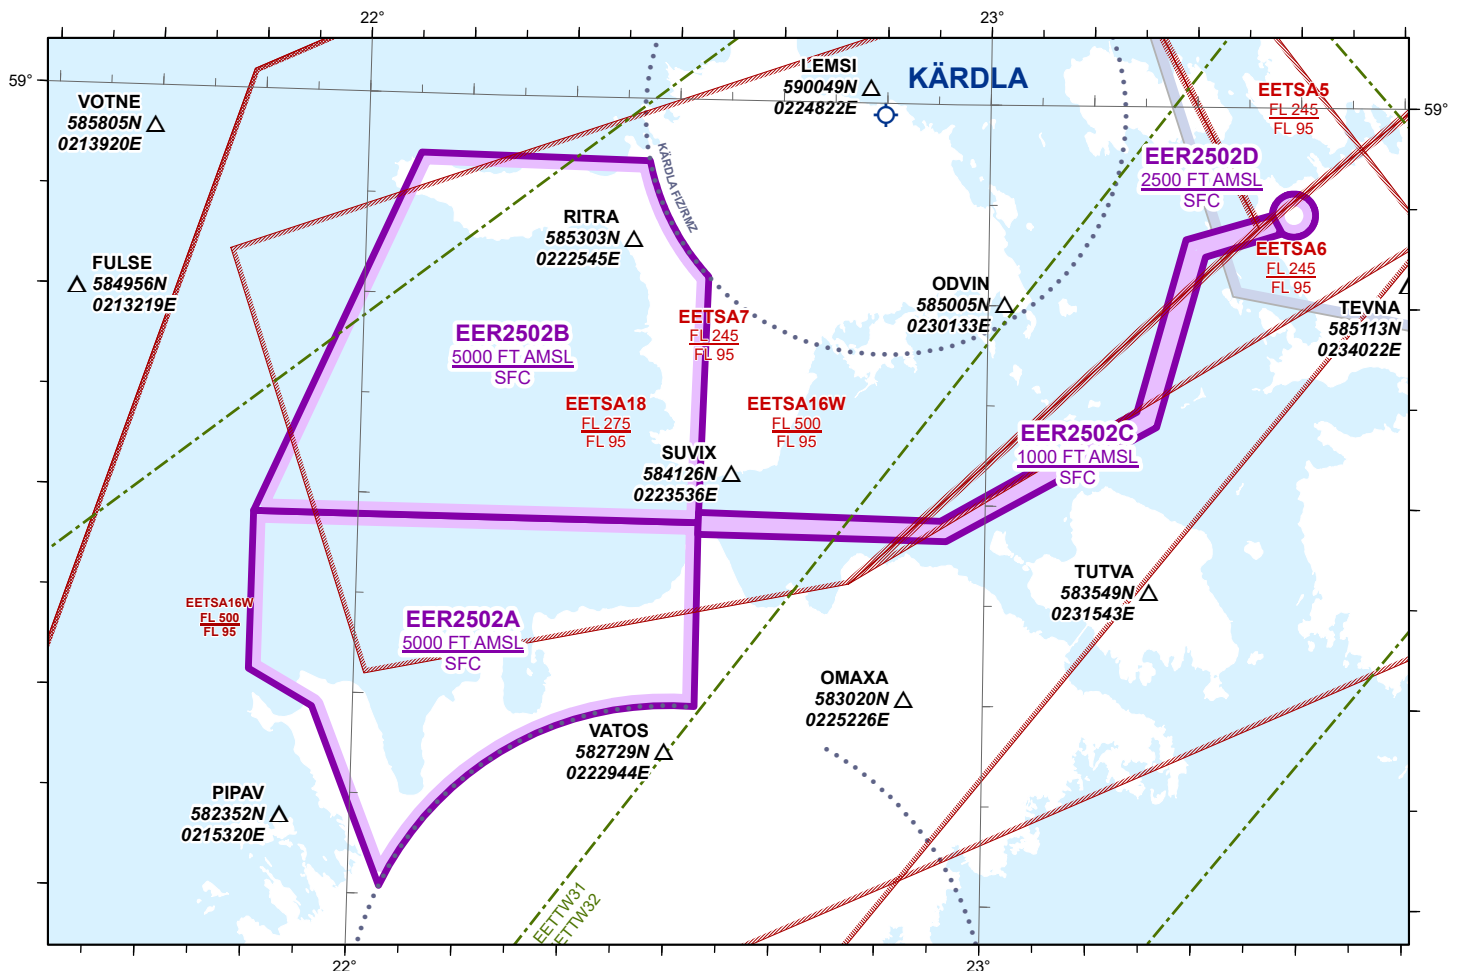 22°
23°
59°
59°
VOTNE
585805N
0213920E
LEMSI
590049N
0224822E
KÄRDLA
EETSA5
FL 245
FL 95
EER2502D
2500 FT AMSL
SFC
KÄRDLA FIZ/RMZ
RITRA
585303N
0222545E
FULSE
584956N
0213219E
EETSA6
FL 245
FL 95
ODVIN
585005N
0230133E
TEVNA
585113N
0234022E
EER2502B
5000 FT AMSL
SFC
EETSA7
FL 245
FL 95
EETSA18
FL 275
FL 95
EETSA16W
FL 500
FL 95
EER2502C
1000 FT AMSL
SFC
SUVIX
584126N
0223536E
TUTVA
583549N
0231543E
EETSA16W
FL 500
FL 95
EER2502A
5000 FT AMSL
SFC
OMAXA
583020N
0225226E
VATOS
582729N
0222944E
PIPAV
582352N
0215320E
EETTW31
ETTW32
22°
23°